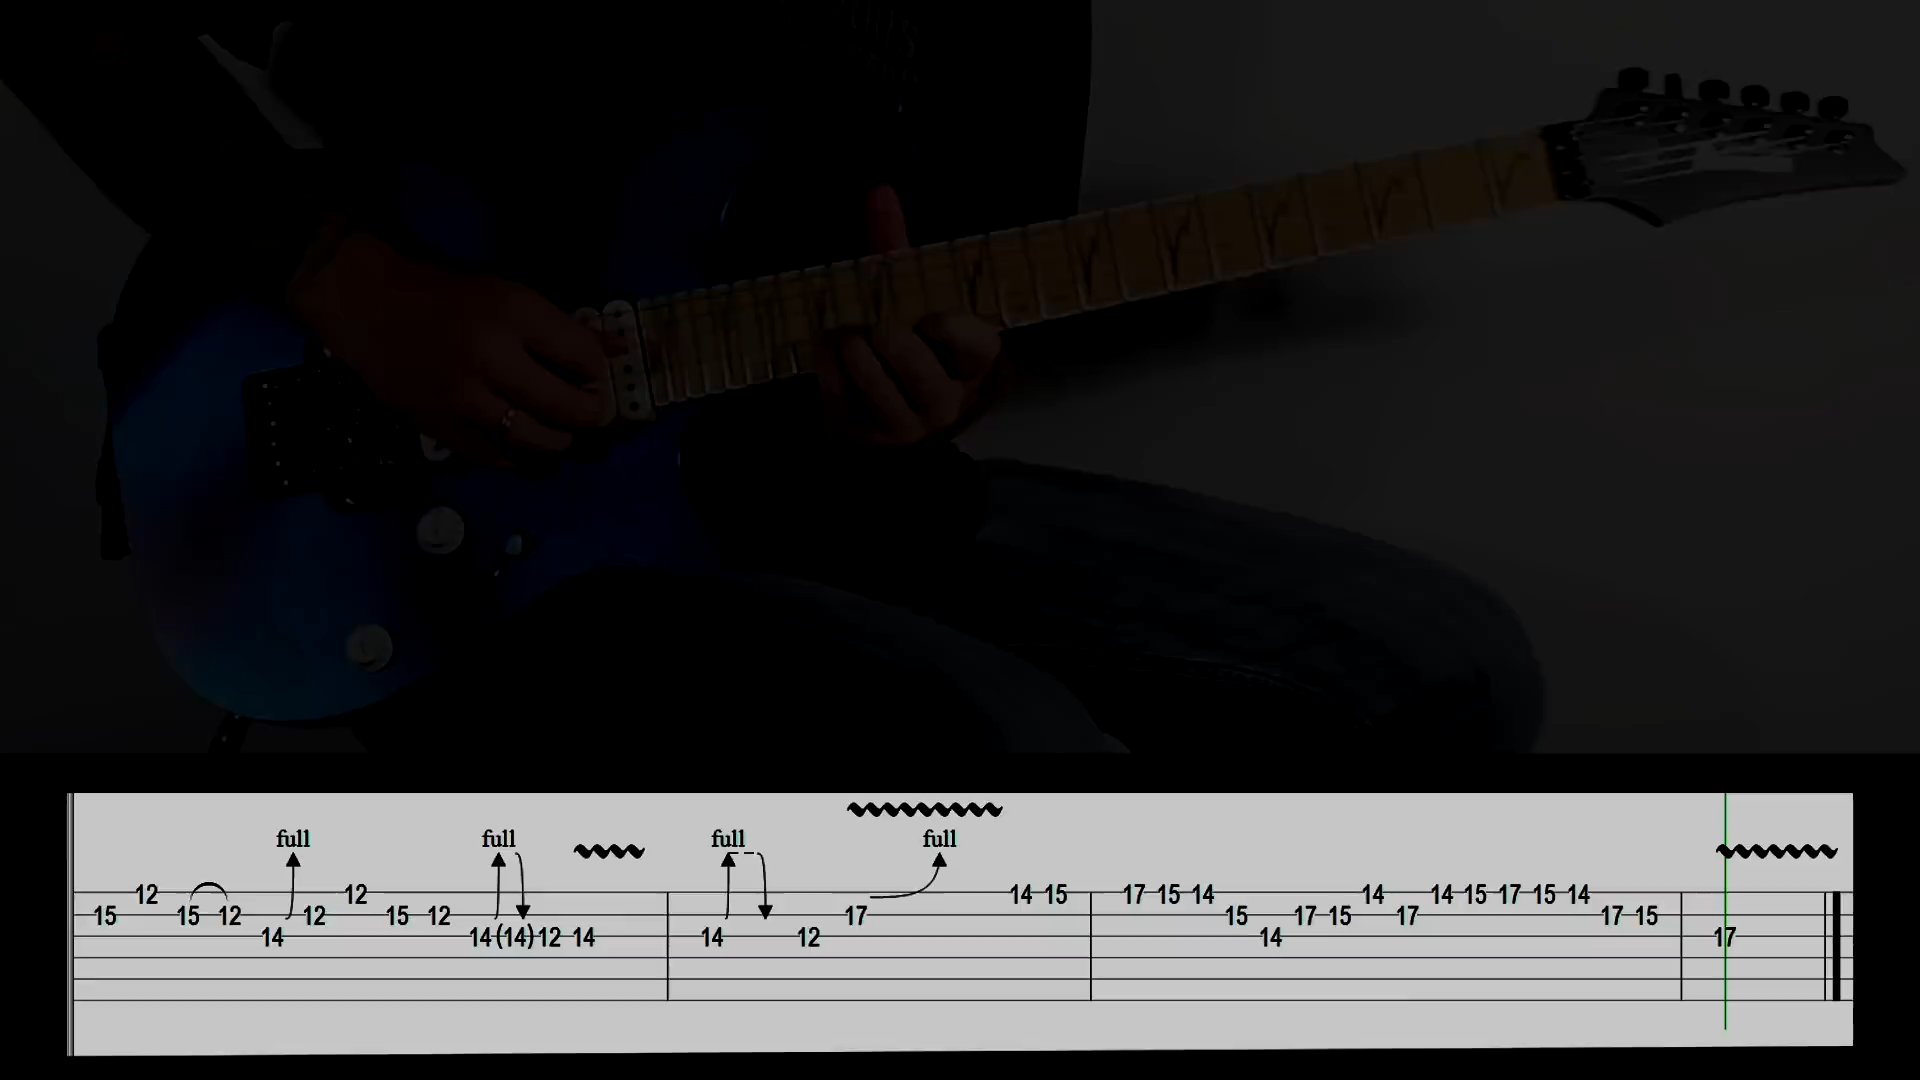 full full full full
12 12 14 15 17 15 14 14 14 15 17 15 14
15 15 12 12 15 12 17 15 17 15 17 17 15
14 14 (14) 12 14 14 12 14 17